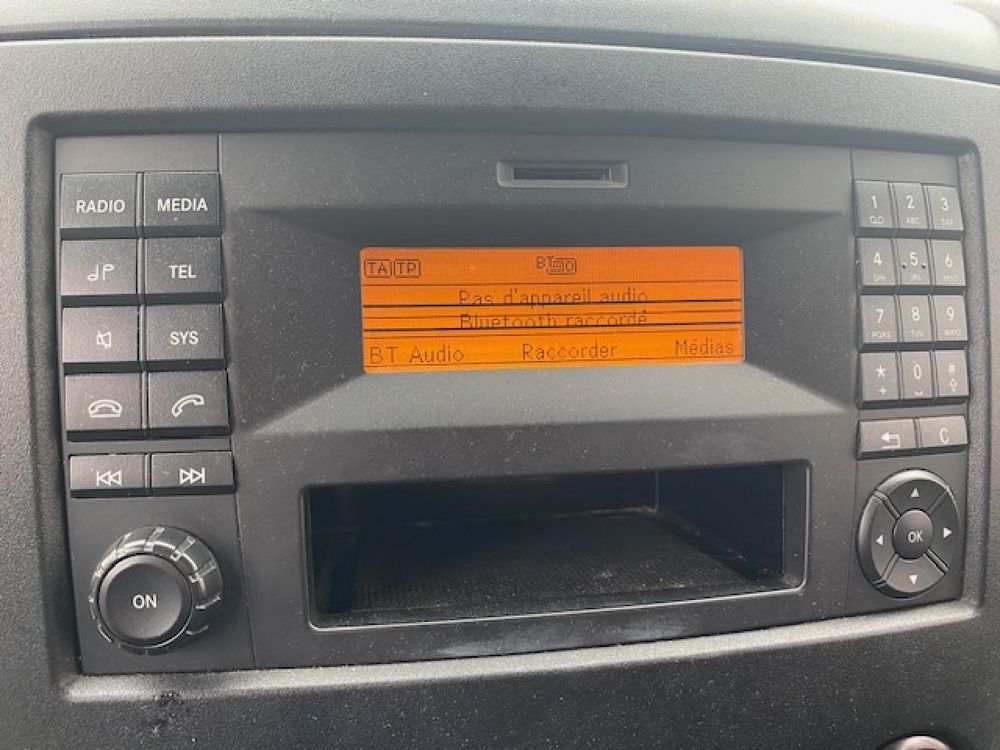 RADIO MEDIA
TEL
SYS
ON
TA TP BT
Pas d'appareil audio
Bluetooth raccordé
BT Audio Raccorder Médias
1 2 ABC 3 DEF
4 GHI 5 JKL 6 MNO
7 PQRS 8 TUV 9 WXYZ
* + 0 #
C
OK